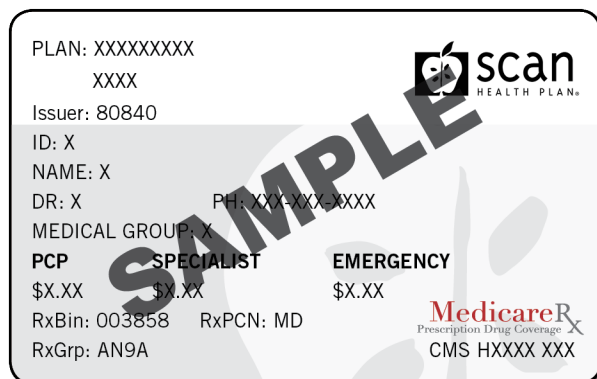 PLAN: XXXXXXXXX
XXXX
scan
HEALTH PLAN®
Issuer: 80840
ID: X
NAME: X
DR: X PH: XXX-XXX-XXXX
MEDICAL GROUP: X
SAMPLE
PCP SPECIALIST EMERGENCY
$X.XX $X.XX $X.XX
RxBin: 003858 RxPCN: MD
MedicareRx
Prescription Drug Coverage
RxGrp: AN9A CMS HXXXX XXX